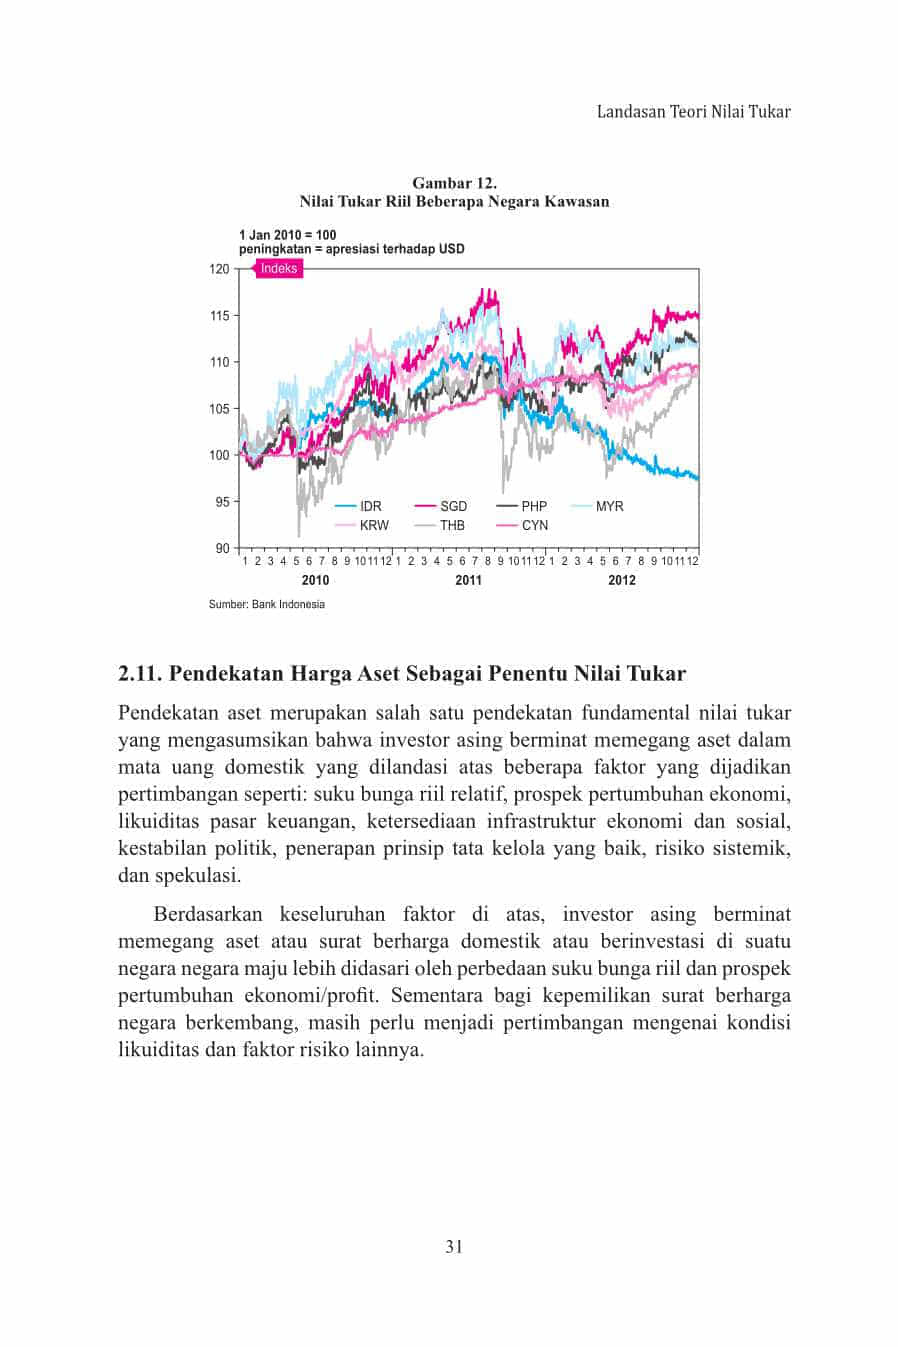 Landasan Teori Nilai Tukar
Gambar 12.
Nilai Tukar Riil Beberapa Negara Kawasan
1 Jan 2010 = 100
peningkatan = apresiasi terhadap USD
Indeks
120
115
110
105
100
95
90
IDR SGD PHP MYR
KRW THB CYN
1 2 3 4 5 6 7 8 9 10 11 12 1 2 3 4 5 6 7 8 9 10 11 12 1 2 3 4 5 6 7 8 9 10 11 12
2010 2011 2012
Sumber: Bank Indonesia
2.11. Pendekatan Harga Aset Sebagai Penentu Nilai Tukar
Pendekatan aset merupakan salah satu pendekatan fundamental nilai tukar
yang mengasumsikan bahwa investor asing berminat memegang aset dalam
mata uang domestik yang dilandasi atas beberapa faktor yang dijadikan
pertimbangan seperti: suku bunga riil relatif, prospek pertumbuhan ekonomi,
likuiditas pasar keuangan, ketersediaan infrastruktur ekonomi dan sosial,
kestabilan politik, penerapan prinsip tata kelola yang baik, risiko sistemik,
dan spekulasi.
Berdasarkan keseluruhan faktor di atas, investor asing berminat
memegang aset atau surat berharga domestik atau berinvestasi di suatu
negara negara maju lebih didasari oleh perbedaan suku bunga riil dan prospek
pertumbuhan ekonomi/profit. Sementara bagi kepemilikan surat berharga
negara berkembang, masih perlu menjadi pertimbangan mengenai kondisi
likuiditas dan faktor risiko lainnya.
31